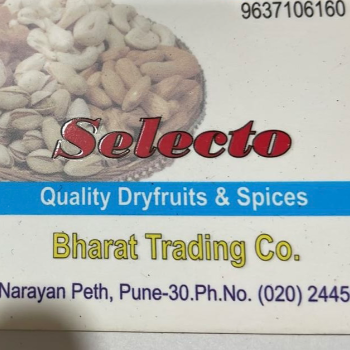 9637106160
Selecto
Quality Dryfruits & Spices
Bharat Trading Co.
Narayan Peth, Pune-30.Ph.No. (020) 2445